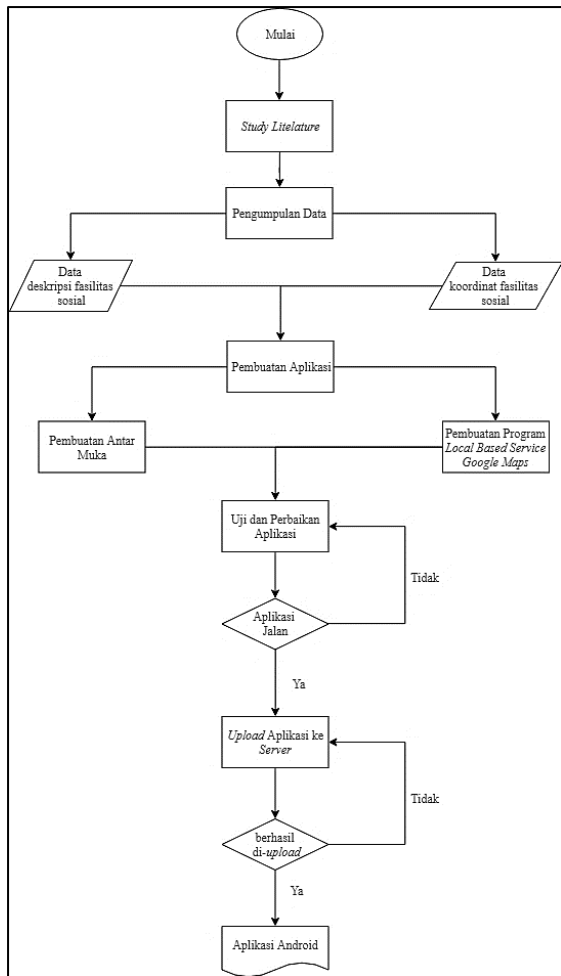 Mulai
Study Litelature
Pengumpulan Data
Data
deskripsi fasilitas
sosial
Data
koordinat fasilitas
sosial
Pembuatan Aplikasi
Pembuatan Antar
Muka
Pembuatan Program
Local Based Service
Google Maps
Uji dan Perbaikan
Aplikasi
Tidak
Aplikasi
Jalan
Ya
Upload Aplikasi ke
Server
Tidak
berhasil
di-upload
Ya
Aplikasi Android